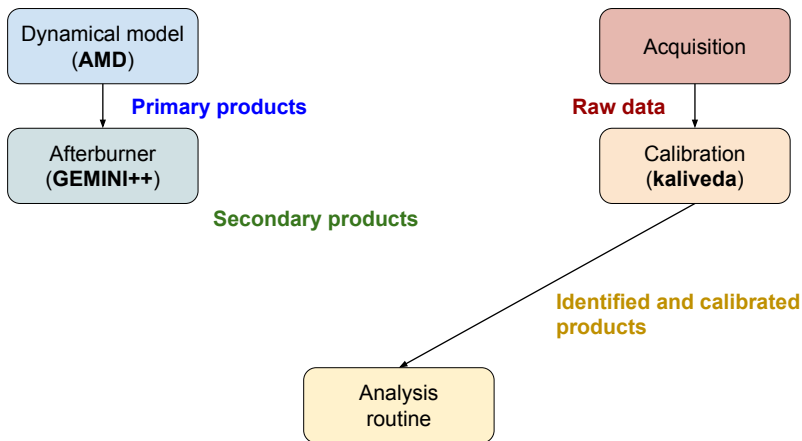 Dynamical model
(AMD)
Acquisition
Primary products
Raw data
Afterburner
(GEMINI++)
Calibration
(kaliveda)
Secondary products
Identified and calibrated
products
Analysis
routine